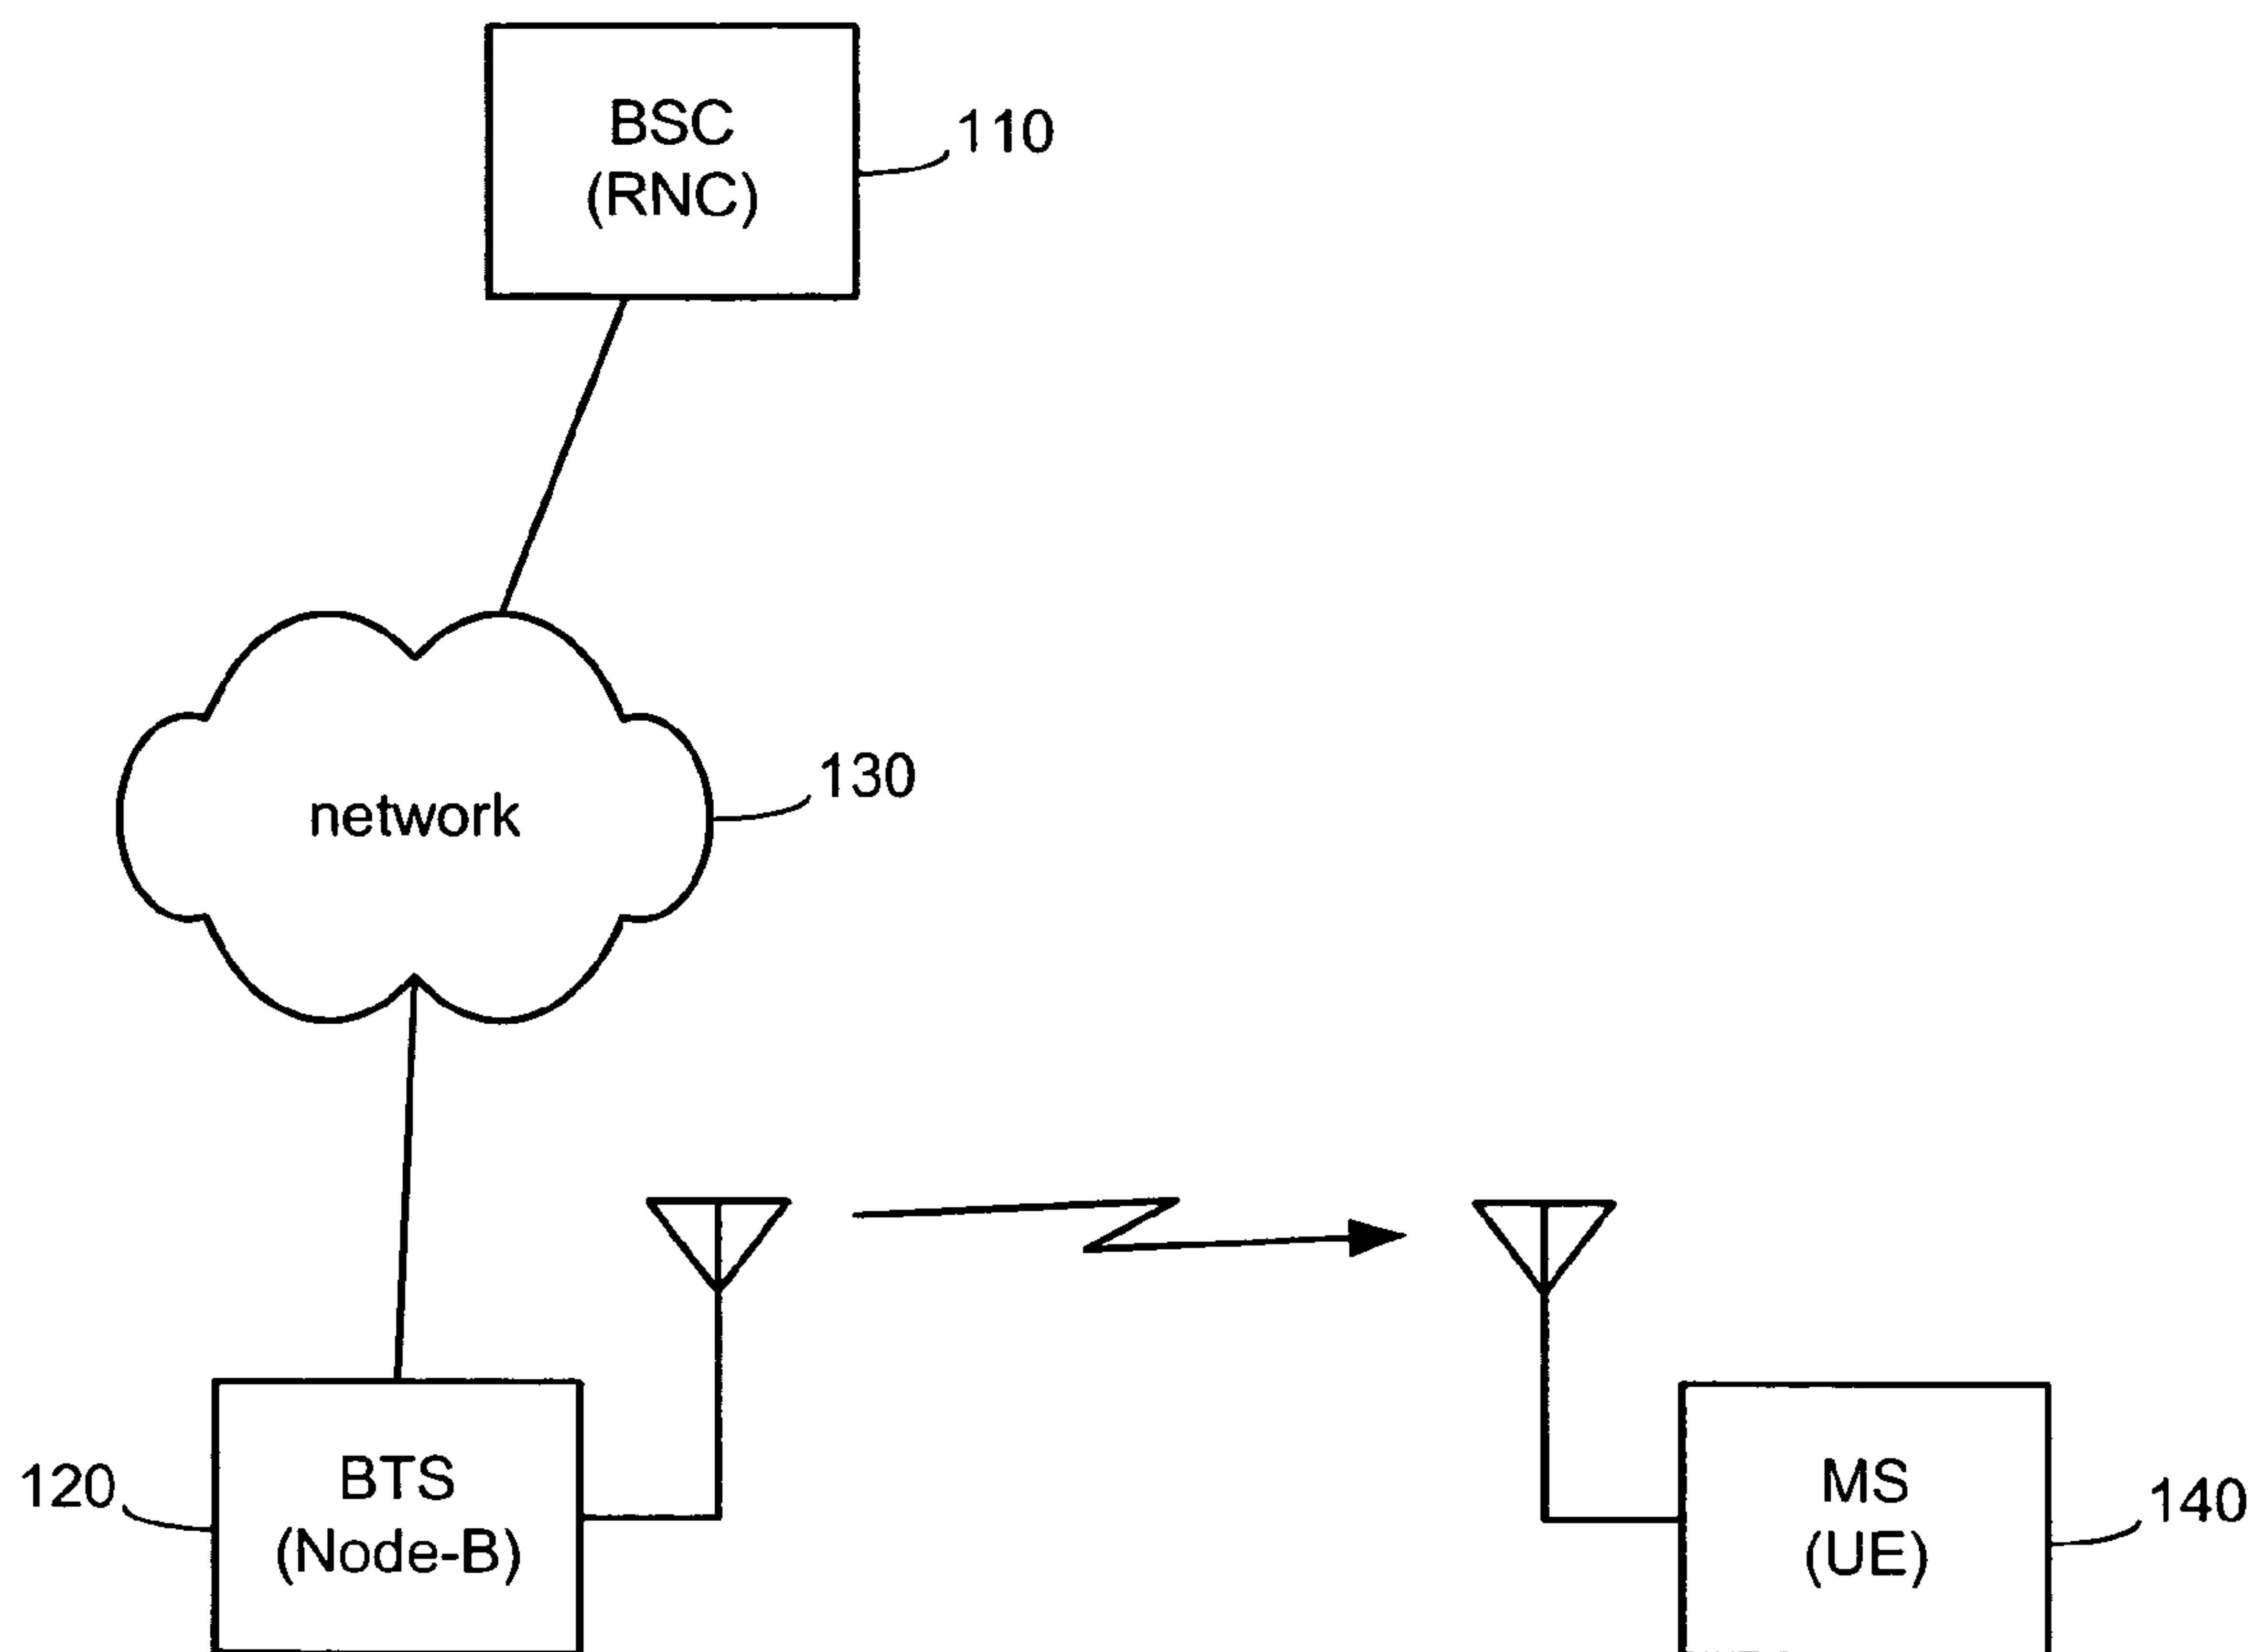 BSC
(RNC)
110
network
130
BTS
(Node-B)
120
MS
(UE)
140